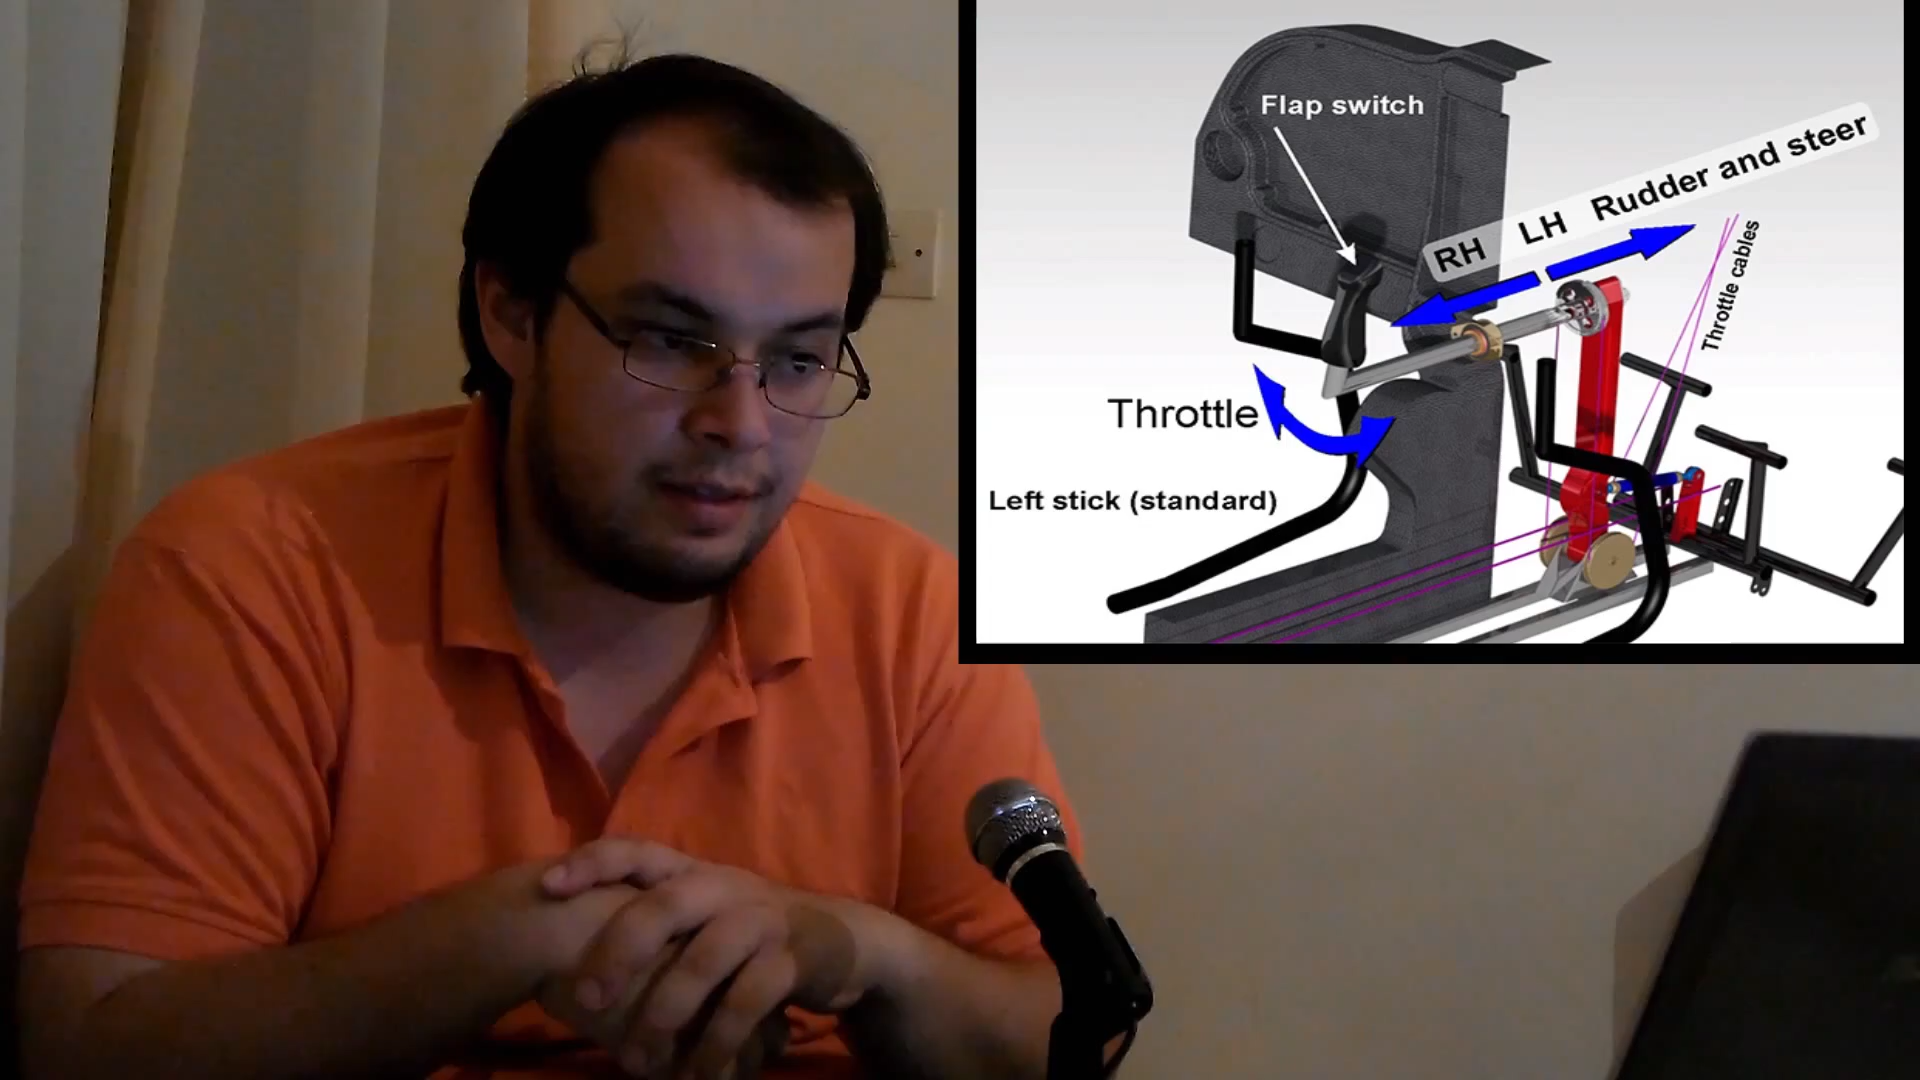 Flap switch
RH LH Rudder and steer
Throttle cables
Throttle
Left stick (standard)